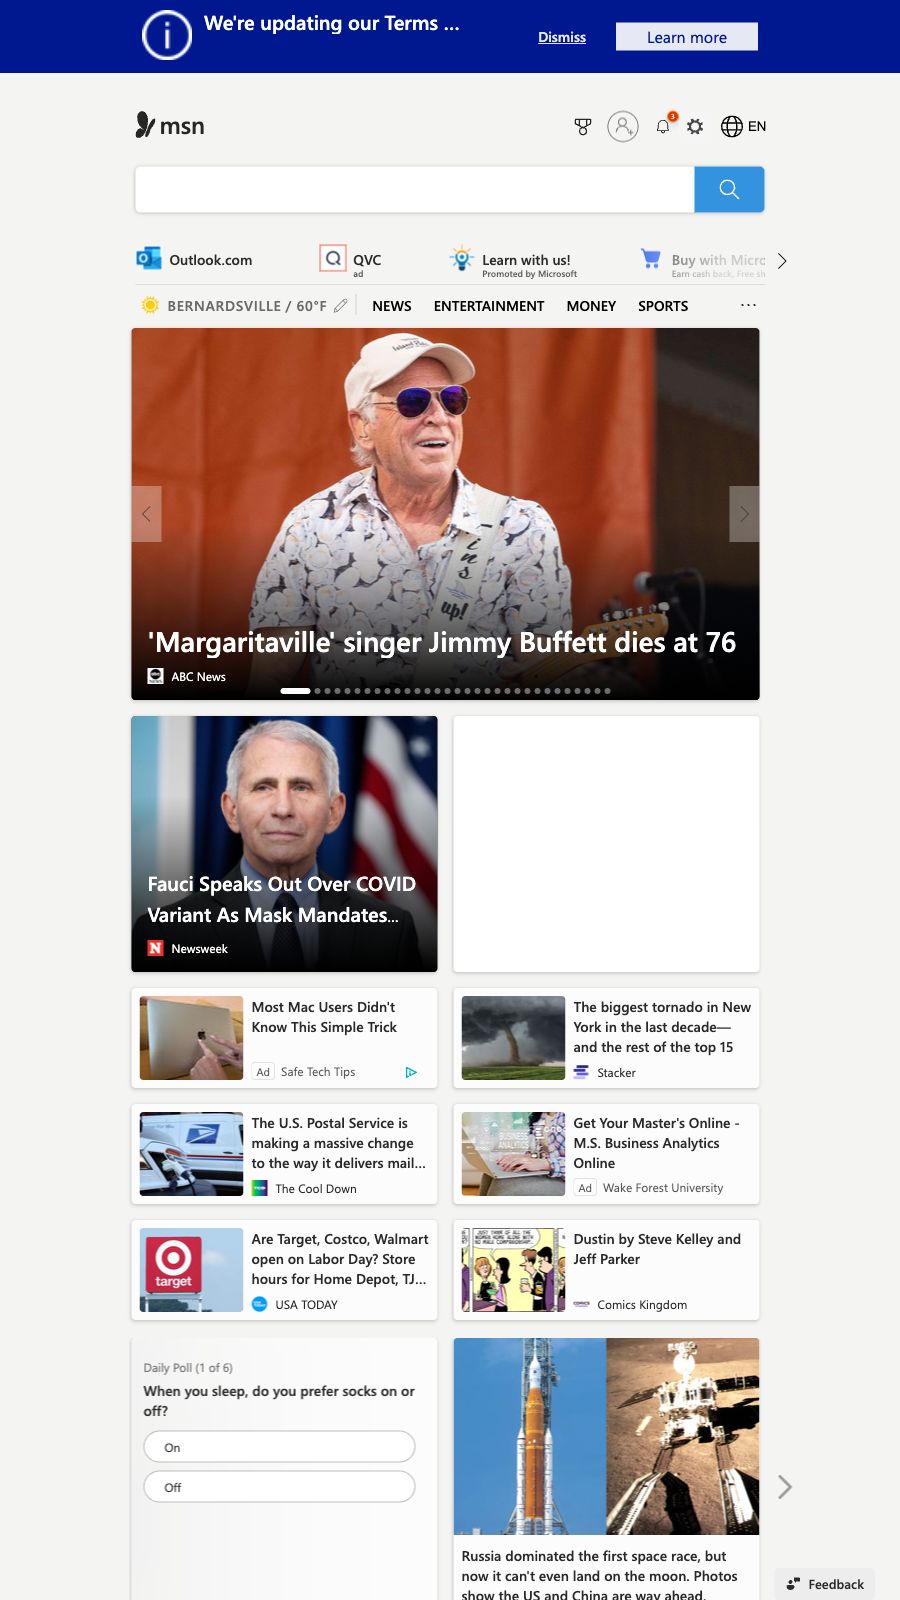 We're updating our Terms ...
Dismiss
Learn more
msn
3
EN
Outlook.com
QVC
ad
Learn with us!
Promoted by Microsoft
Buy with Micro
Earn cash back, Free sh
BERNARDSVILLE / 60°F
NEWS
ENTERTAINMENT
MONEY
SPORTS
...
'Margaritaville' singer Jimmy Buffett dies at 76
ABC News
Fauci Speaks Out Over COVID
Variant As Mask Mandates...
N
Newsweek
Most Mac Users Didn't
Know This Simple Trick
Ad Safe Tech Tips
The biggest tornado in New
York in the last decade—
and the rest of the top 15
Stacker
The U.S. Postal Service is
making a massive change
to the way it delivers mail...
The Cool Down
BUSINESS
ANALYTICS
Get Your Master's Online -
M.S. Business Analytics
Online
Ad Wake Forest University
target
Are Target, Costco, Walmart
open on Labor Day? Store
hours for Home Depot, TJ...
USA TODAY
Dustin by Steve Kelley and
Jeff Parker
Comics Kingdom
Daily Poll (1 of 6)
When you sleep, do you prefer socks on or
off?
On
Off
Russia dominated the first space race, but
now it can't even land on the moon. Photos
show the US and China are way ahead.
Feedback